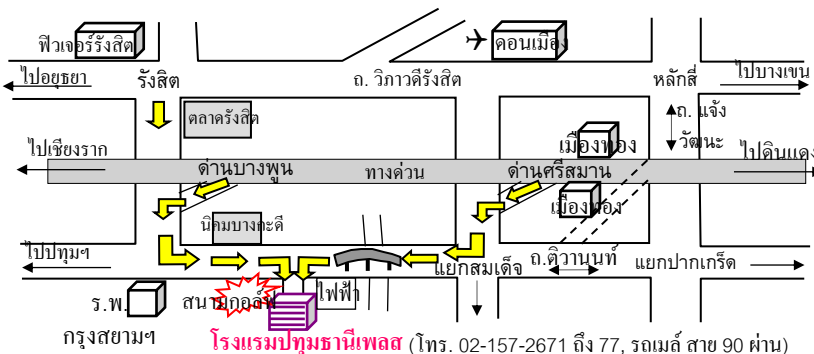 ฟิวเจอร์รังสิต
ดอนเมือง
ไปอยุธยา
รังสิต
ถ. วิภาวดีรังสิต
หลักสี่
ไปบางเขน
ตลาดรังสิต
ถ. แจ้ง
วัฒนะ
เมืองทอง
ไปเชียงราก
ด่านบางพูน
ทางด่วน
ด่านศรีสมาน
ไปดินแดง
เมืองทอง
นิคมบางกะดี
ไปปทุมฯ
แยกสมเด็จ
ถ.ติวานนท์
แยกปากเกร็ด
ร.พ.
กรุงสยามฯ
สนามกอล์ฟ
ไฟฟ้า
โรงแรมปทุมธานีเพลส (โทร. 02-157-2671 ถึง 77, รถเมล์ สาย 90 ผ่าน)